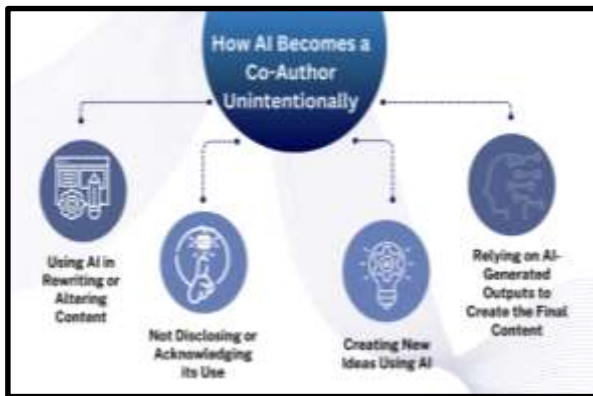 How AI Becomes a
Co-Author
Unintentionally
Using AI in
Rewriting or
Altering
Content
Not Disclosing or
Acknowledging
its Use
Creating New
Ideas Using AI
Relying on AI-
Generated
Outputs to
Create the Final
Content